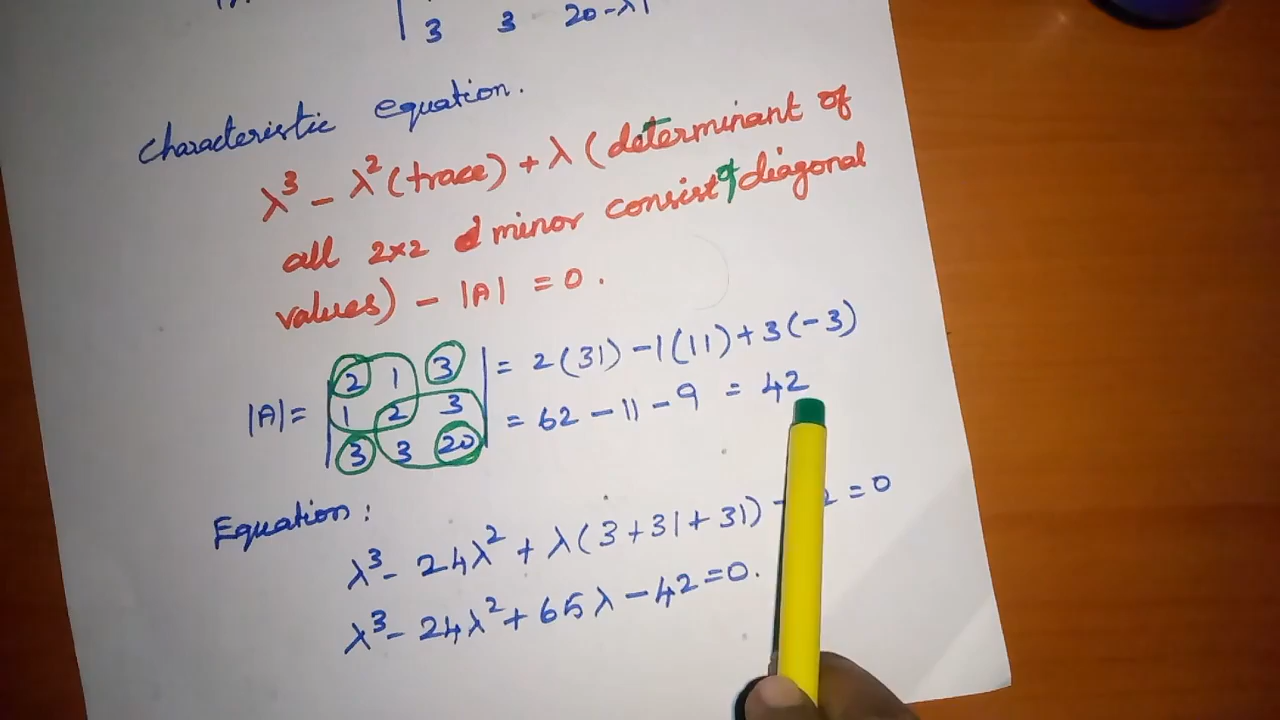 3 3 20-λ|
Characteristic equation.
λ³ - λ² (trace) + λ (determinant of
all 2×2 minor consist of diagonal
values) - |A| = 0.
|A| = | 2 1 3 | = 2(31) - 1(11) + 3(-3)
1 2 3 = 62 - 11 - 9 = 42
3 3 20
Equation:
λ³ - 24λ² + λ(3+31+31) - 2 = 0
λ³ - 24λ² + 65λ - 42 = 0.